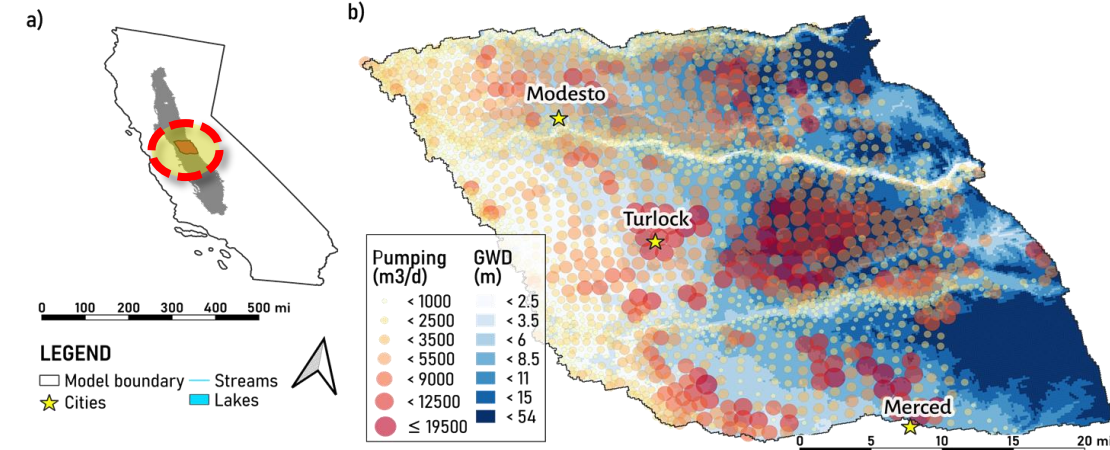 a)
b)
Modesto
Turlock
Merced
0 100 200 300 400 500 mi
LEGEND
Model boundary Streams
Cities Lakes
Pumping GWD
(m3/d) (m)
< 1000 < 2.5
< 2500 < 3.5
< 3500 < 6
< 5500 < 8.5
< 9000 < 11
< 12500 < 15
≤ 19500 < 54
0 5 10 15 20 mi